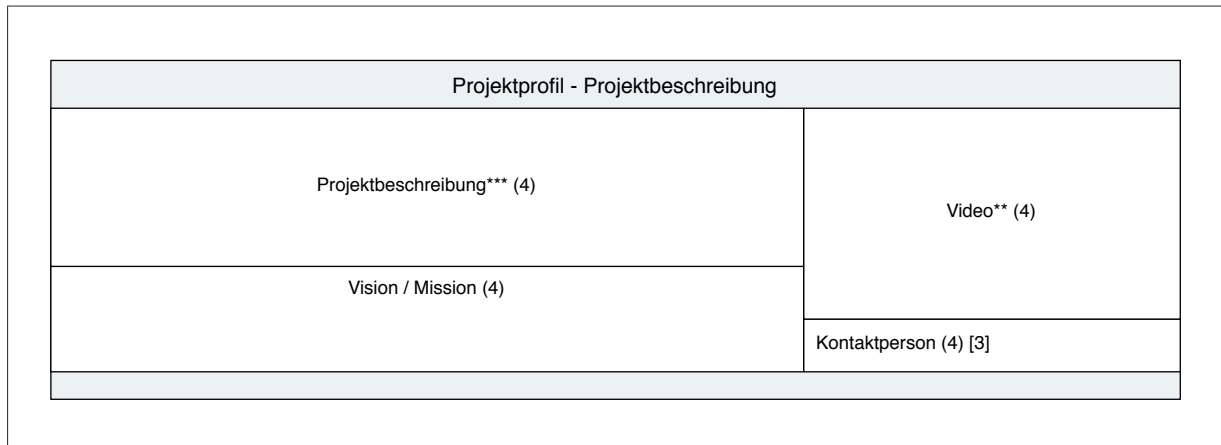 Projektprofil - Projektbeschreibung
Projektbeschreibung*** (4)
Video** (4)
Vision / Mission (4)
Kontaktperson (4) [3]